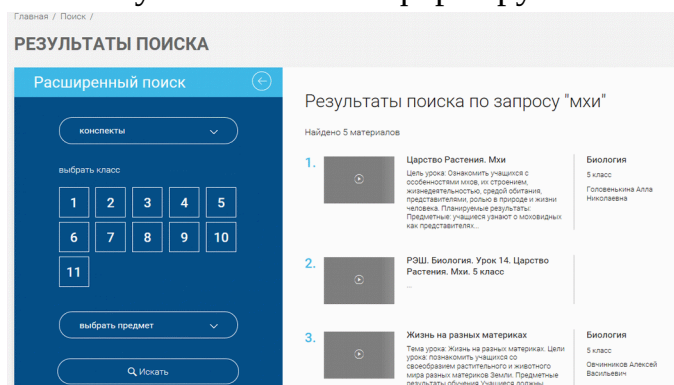 Главная / Поиск /
РЕЗУЛЬТАТЫ ПОИСКА
Расширенный поиск
конспекты
выбрать класс
1 2 3 4 5
6 7 8 9 10
11
выбрать предмет
Искать
Результаты поиска по запросу "мхи"
Найдено 5 материалов
1.
Царство Растения. Мхи
Цель урока: Ознакомить учащихся с
особенностями мхов, их строением,
жизнедеятельностью, средой обитания,
представителями, ролью в природе и жизни
человека. Планируемые результаты:
Предметные: учащиеся узнают о моховидных
как представителях...
Биология
5 класс
Головенькина Алла
Николаевна
2.
РЭШ. Биология. Урок 14. Царство
Растения. Мхи. 5 класс
...
3.
Жизнь на разных материках
Тема урока: Жизнь на разных материках. Цели
урока: познакомить учащихся со
своеобразием растительного и животного
мира разных материков Земли. Предметные
результаты обучения Учащиеся должны
Биология
5 класс
Овчинников Алексей
Васильевич